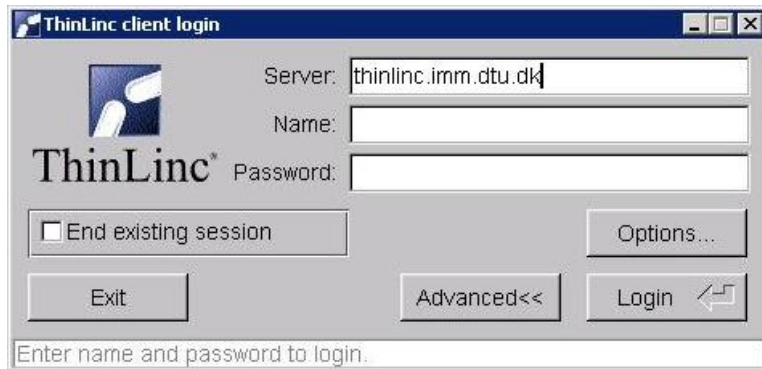 ThinLinc client login
Server: thinlinc.imm.dtu.dk
Name:
ThinLinc® Password:
End existing session Options...
Exit Advanced<< Login
Enter name and password to login.